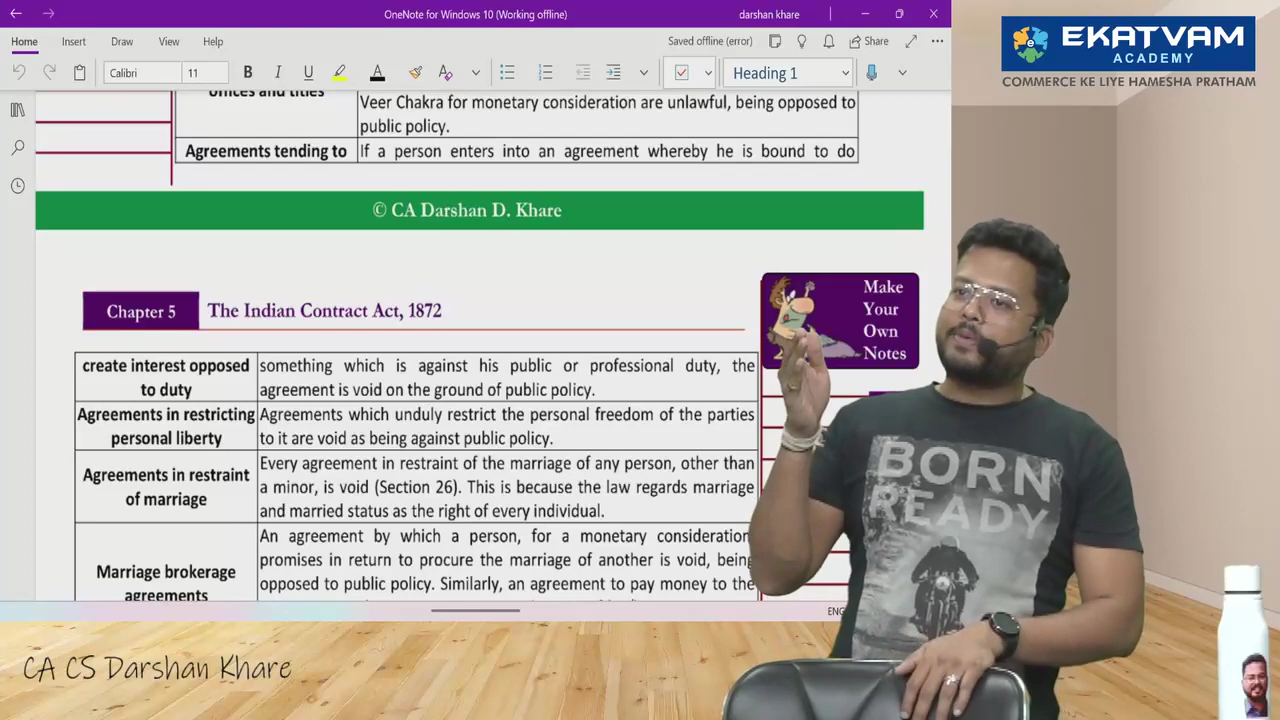 OneNote for Windows 10 (Working offline)
darshan khare
Home
Insert
Draw
View
Help
Saved offline (error)
Share
Calibri
11
B
I
U
A
A
Heading 1
Offices and titles
Veer Chakra for monetary consideration are unlawful, being opposed to
public policy.
Agreements tending to
If a person enters into an agreement whereby he is bound to do
© CA Darshan D. Khare
Chapter 5
The Indian Contract Act, 1872
Make
Your
Own
Notes
create interest opposed
to duty
something which is against his public or professional duty, the
agreement is void on the ground of public policy.
Agreements in restricting
personal liberty
Agreements which unduly restrict the personal freedom of the parties
to it are void as being against public policy.
Agreements in restraint
of marriage
Every agreement in restraint of the marriage of any person, other than
a minor, is void (Section 26). This is because the law regards marriage
and married status as the right of every individual.
Marriage brokerage
agreements
An agreement by which a person, for a monetary consideration
promises in return to procure the marriage of another is void, being
opposed to public policy. Similarly, an agreement to pay money to the
ENG
EKATVAM
ACADEMY
COMMERCE KE LIYE HAMESHA PRATHAM
BORN
READY
CA CS Darshan Khare